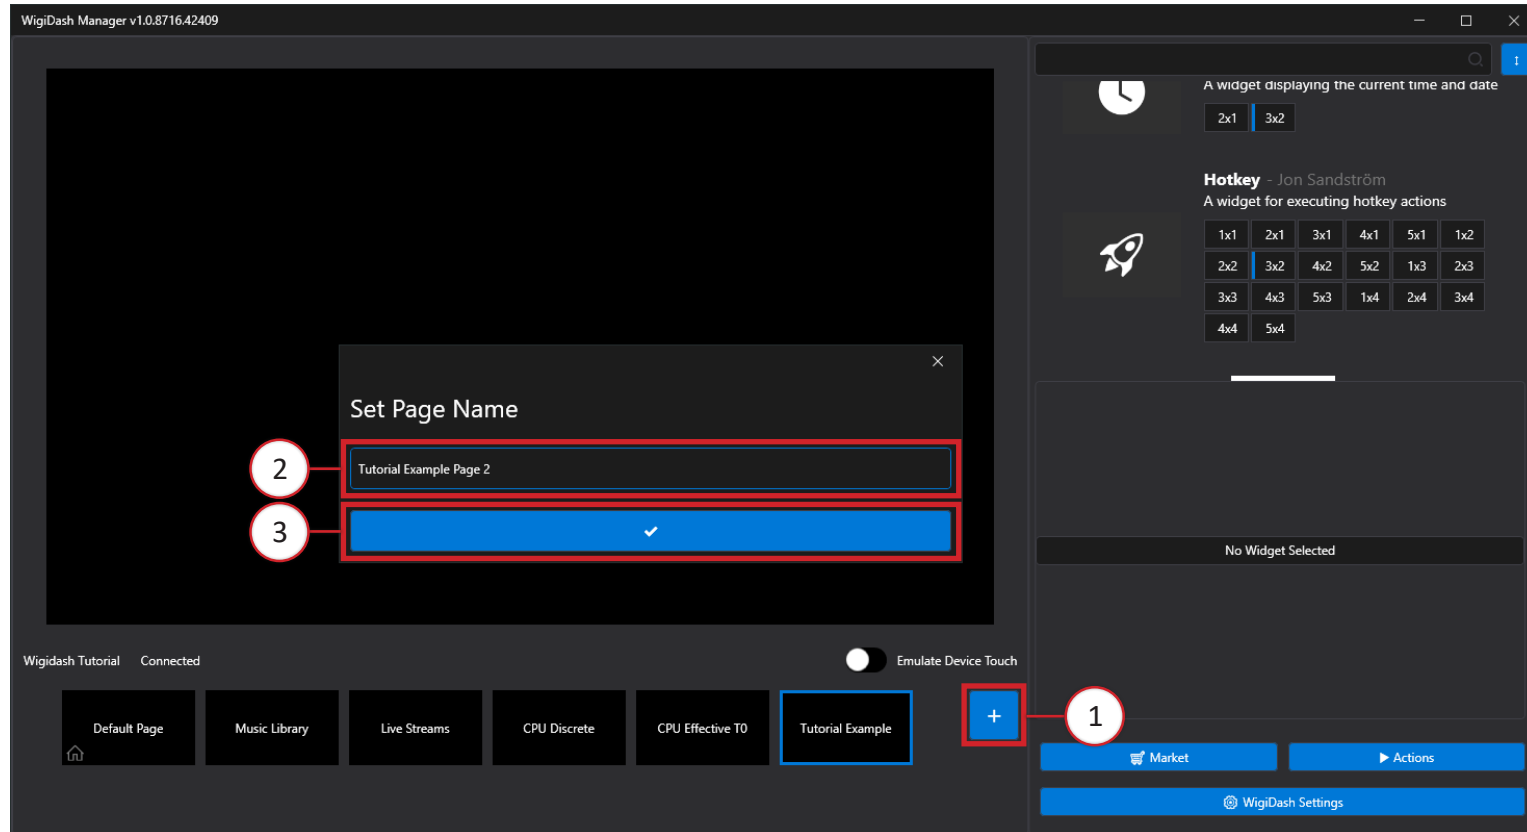 WigiDash Manager v1.0.8716.42409
A widget displaying the current time and date
2x1 3x2
Hotkey - Jon Sandström
A widget for executing hotkey actions
1x1 2x1 3x1 4x1 5x1 1x2
2x2 3x2 4x2 5x2 1x3 2x3
3x3 4x3 5x3 1x4 2x4 3x4
4x4 5x4
Set Page Name
2
Tutorial Example Page 2
3
No Widget Selected
Wigidash Tutorial Connected
Emulate Device Touch
Default Page
Music Library
Live Streams
CPU Discrete
CPU Effective T0
Tutorial Example
+
1
Market
Actions
WigiDash Settings